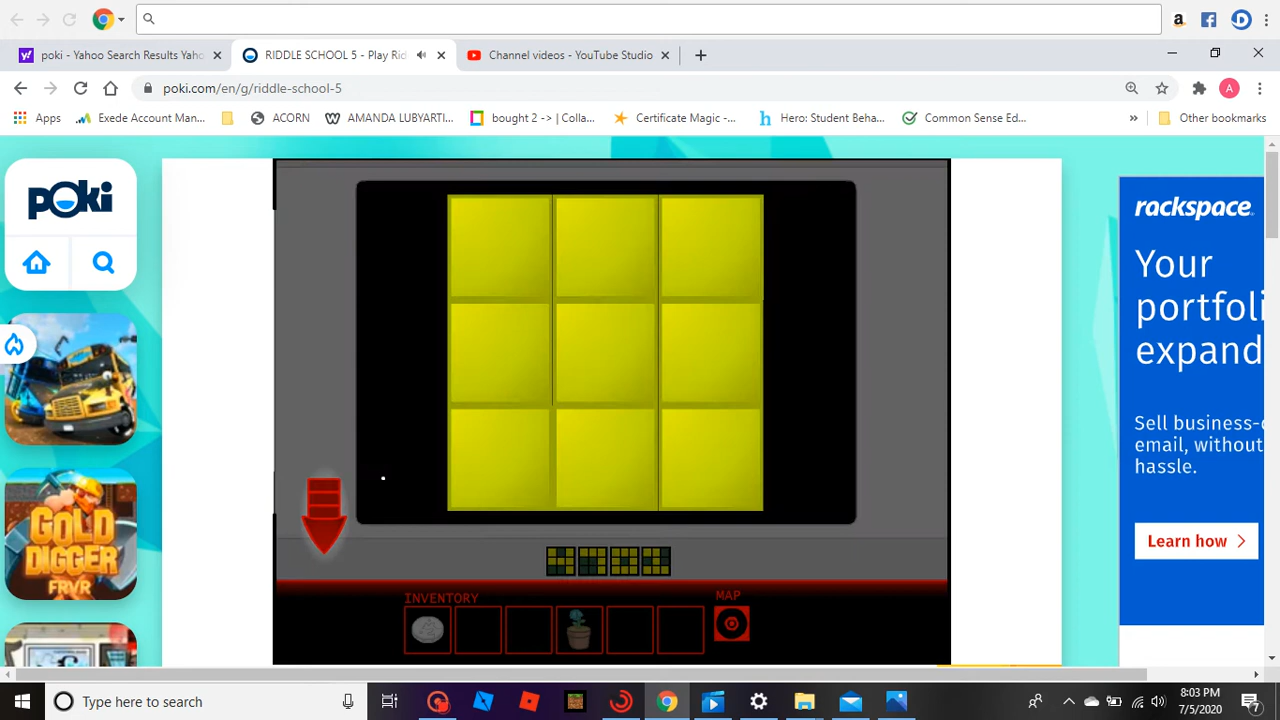 poki - Yahoo Search Results Yaho
RIDDLE SCHOOL 5 - Play Rid
Channel videos - YouTube Studio
poki.com/en/g/riddle-school-5
A
Apps
Exede Account Man...
ACORN
AMANDA LUBYARTI...
bought 2 -> | Colla...
Certificate Magic -...
Hero: Student Beha...
Common Sense Ed...
»
Other bookmarks
poki
rackspace
Your
portfoli
expand
Sell business-c
email, without
hassle.
Learn how
GOLD
DIGGER
FRVR
INVENTORY
MAP
Type here to search
8:03 PM
7/5/2020
7